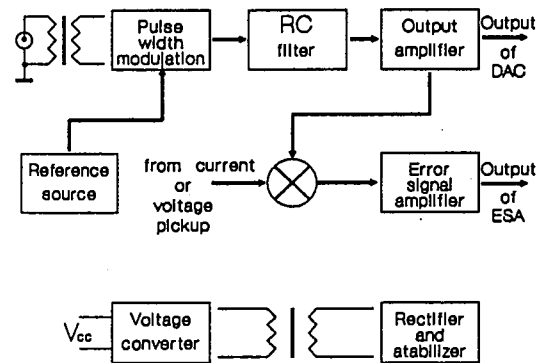 Pulse
width
modulation
RC
filter
Output
amplifier
Output
of
DAC
Reference
source
from current
or
voltage
pickup
Error
signal
amplifier
Output
of
ESA
Vcc
Voltage
converter
Rectifier
and
atabilizer